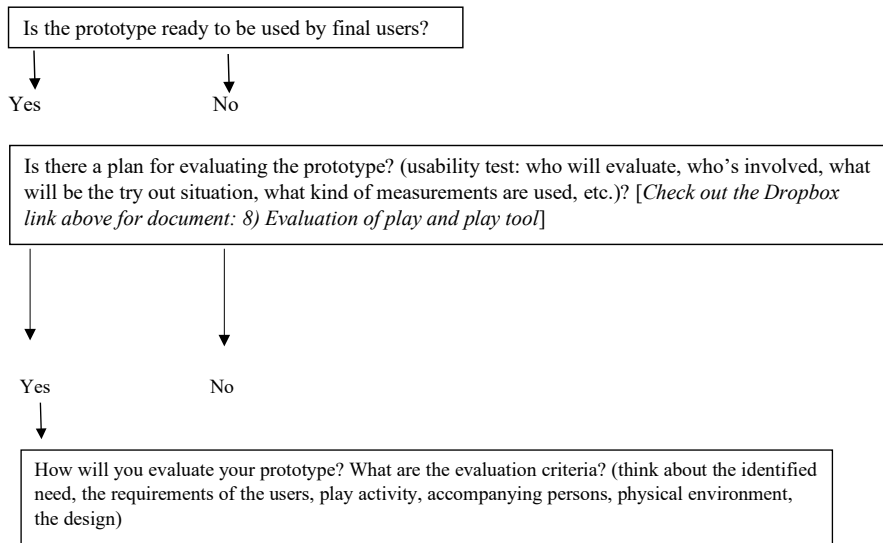 Is the prototype ready to be used by final users?
Yes No
Is there a plan for evaluating the prototype? (usability test: who will evaluate, who's involved, what
will be the try out situation, what kind of measurements are used, etc.)? [Check out the Dropbox
link above for document: 8) Evaluation of play and play tool]
Yes No
How will you evaluate your prototype? What are the evaluation criteria? (think about the identified
need, the requirements of the users, play activity, accompanying persons, physical environment,
the design)